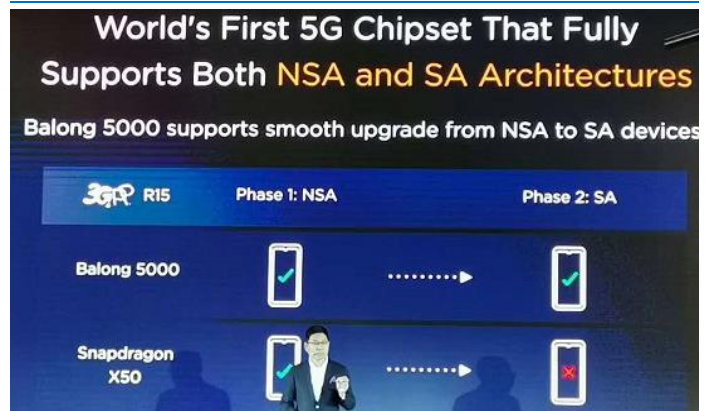 World's First 5G Chipset That Fully
Supports Both NSA and SA Architectures
Balong 5000 supports smooth upgrade from NSA to SA devices
3GPP R15 Phase 1: NSA Phase 2: SA
Balong 5000
Snapdragon
X50